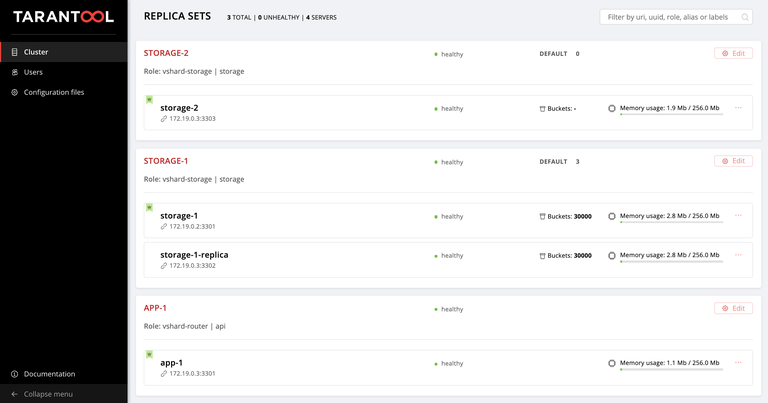 TARANTOOL
Cluster
Users
Configuration files
Documentation
Collapse menu
REPLICA SETS
3 TOTAL | 0 UNHEALTHY | 4 SERVERS
Filter by uri, uuid, role, alias or labels
STORAGE-2
healthy
DEFAULT 0
Edit
Role: vshard-storage | storage
storage-2
172.19.0.3:3303
healthy
Buckets: -
Memory usage: 1.9 Mb / 256.0 Mb
STORAGE-1
healthy
DEFAULT 3
Edit
Role: vshard-storage | storage
storage-1
172.19.0.2:3301
healthy
Buckets: 30000
Memory usage: 2.8 Mb / 256.0 Mb
storage-1-replica
172.19.0.3:3302
healthy
Buckets: 30000
Memory usage: 2.8 Mb / 256.0 Mb
APP-1
healthy
Edit
Role: vshard-router | api
app-1
172.19.0.3:3301
healthy
Memory usage: 1.1 Mb / 256.0 Mb